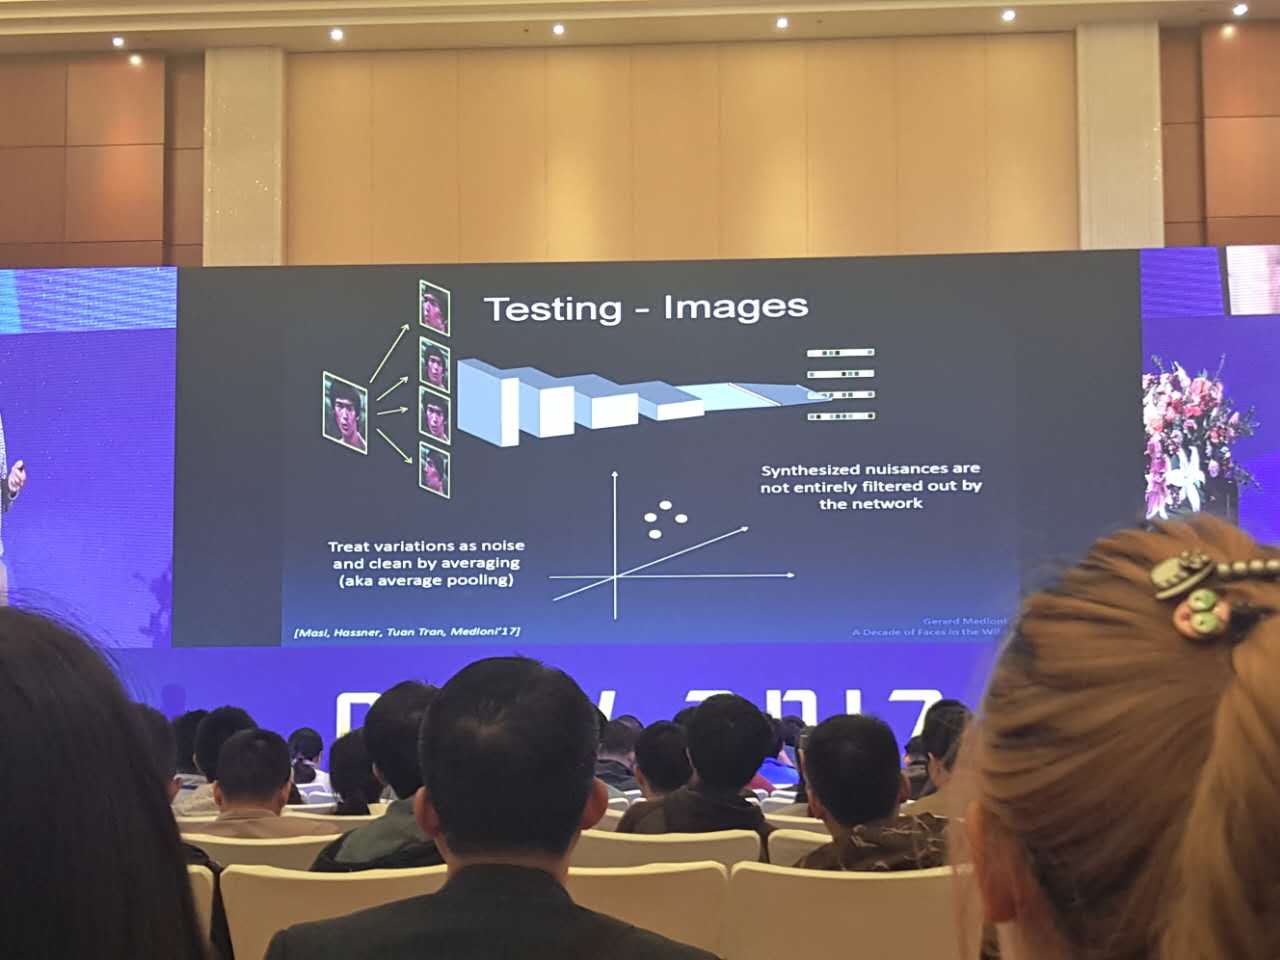 Testing - Images
Synthesized nuisances are
not entirely filtered out by
the network
Treat variations as noise
and clean by averaging
(aka average pooling)
[Masi, Hassner, Tuan Tran, Medioni'17]
Gerard Medioni
A Decade of Faces in the Wil
2017